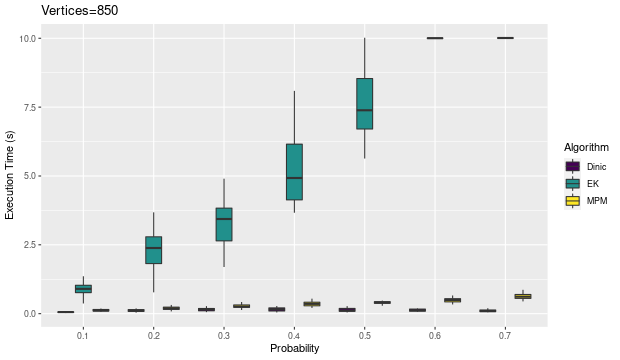 Vertices=850
Execution Time (s)
10.0
7.5
5.0
2.5
0.0
0.1
0.2
0.3
0.4
0.5
0.6
0.7
Probability
Algorithm
Dinic
EK
MPM